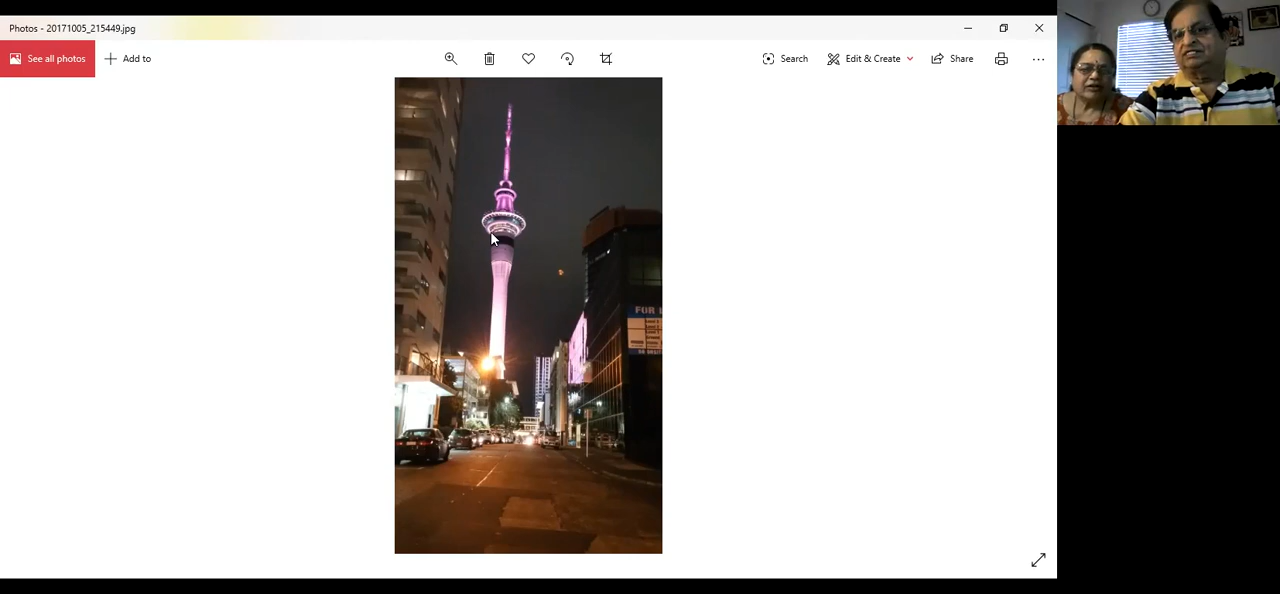 Photos - 20171005_215449.jpg
See all photos
Add to
Search
Edit & Create
Share
FOR